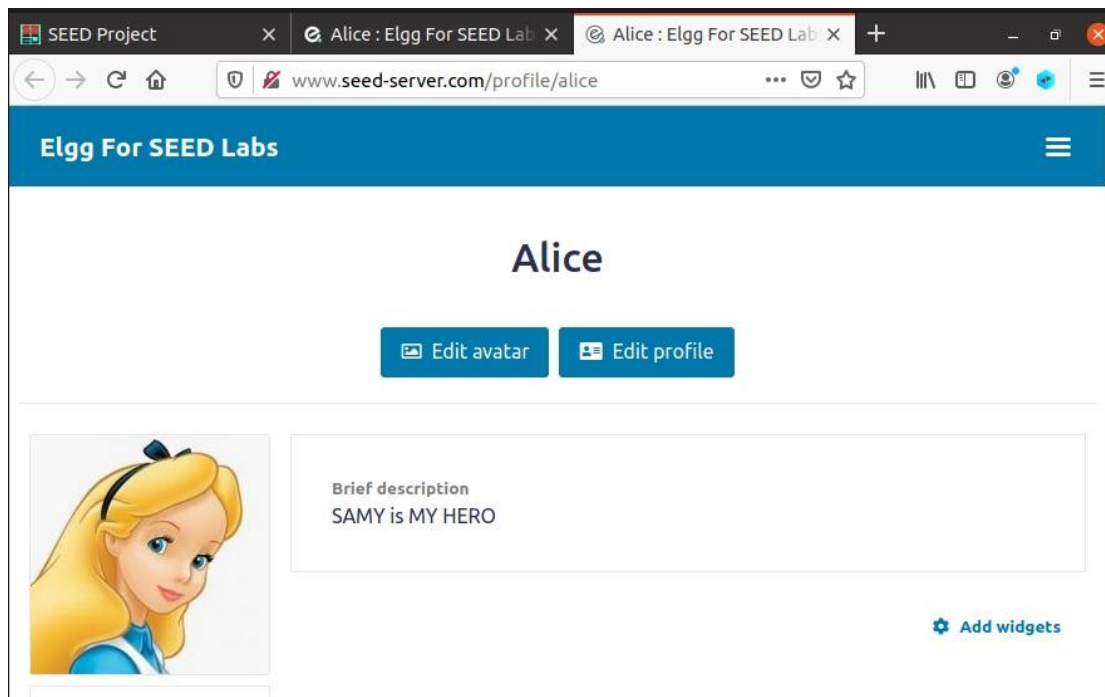 SEED Project
Alice : Elgg For SEED Lab
Alice : Elgg For SEED Lab
www.seed-server.com/profile/alice
Elgg For SEED Labs
Alice
Edit avatar Edit profile
Brief description
SAMY is MY HERO
Add widgets